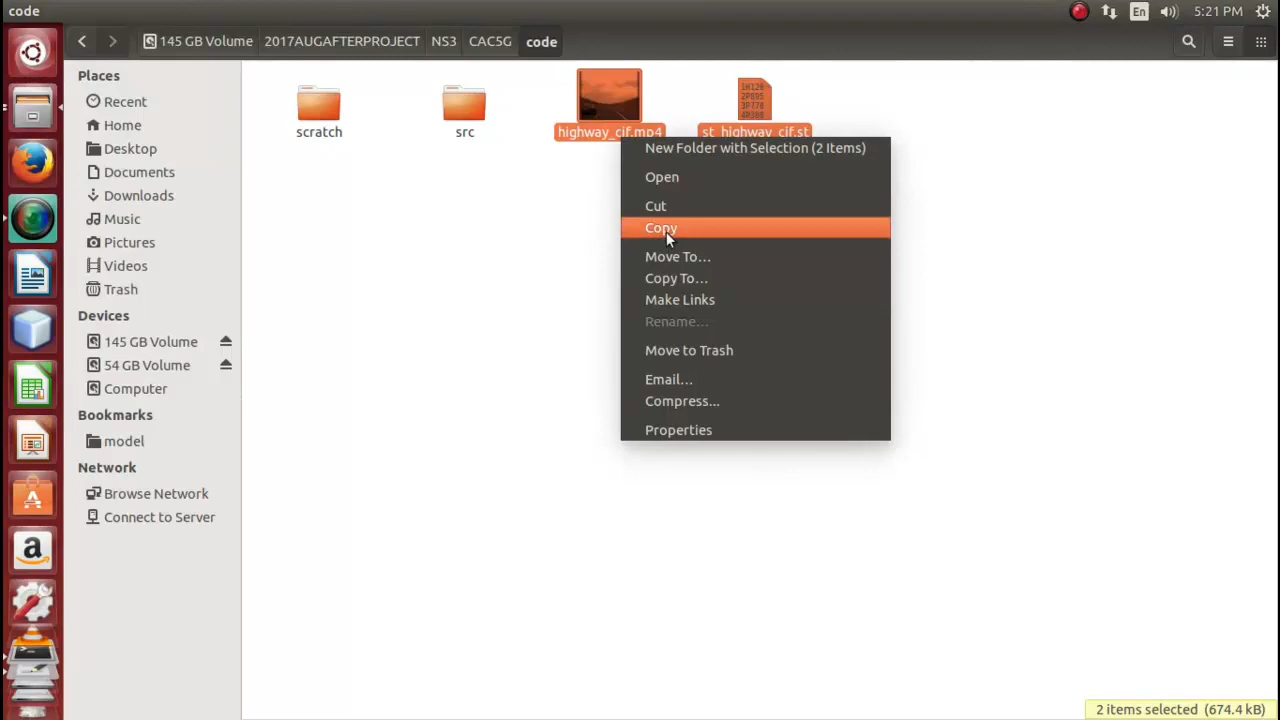 code
En
5:21 PM
145 GB Volume
2017AUGAFTERPROJECT
NS3
CAC5G
code
Places
Recent
Home
Desktop
Documents
Downloads
Music
Pictures
Videos
Trash
Devices
145 GB Volume
54 GB Volume
Computer
Bookmarks
model
Network
Browse Network
Connect to Server
scratch
src
highway_cif.mp4
st_highway_cif.st
New Folder with Selection (2 Items)
Open
Cut
Copy
Move To…
Copy To…
Make Links
Rename…
Move to Trash
Email…
Compress...
Properties
2 items selected (674.4 kB)